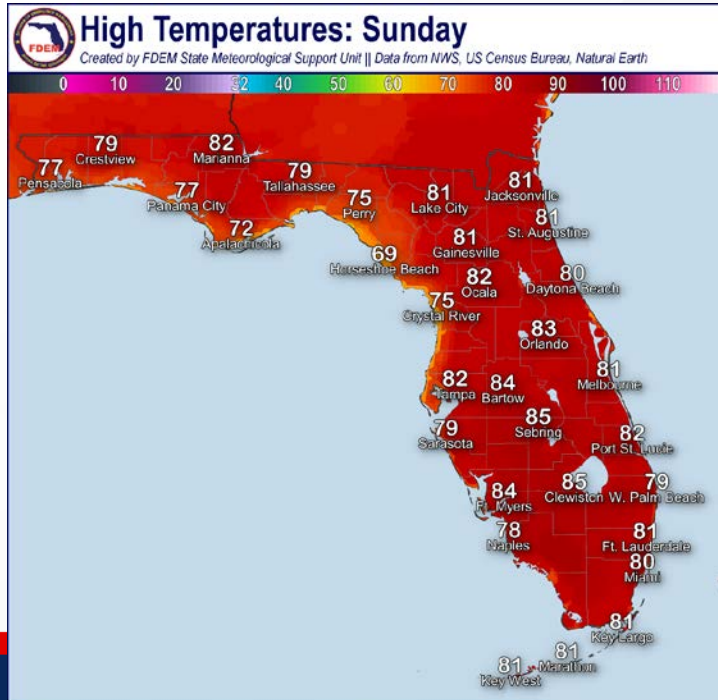 High Temperatures: Sunday
FDEM
Created by FDEM State Meteorological Support Unit || Data from NWS, US Census Bureau, Natural Earth
0 10 20 32 40 50 60 70 80 90 100 110
79
Crestview
82
Marianna
77
Pensacola
79
Tallahassee
77
Panama City
75
Perry
81
Lake City
81
Jacksonville
72
Apalachicola
81
St. Augustine
69
Horseshoe Beach
81
Gainesville
82
Ocala
80
Daytona Beach
75
Crystal River
83
Orlando
82
Tampa
84
Bartow
81
Melbourne
79
Sarasota
85
Sebring
82
Port St. Lucie
84
Ft. Myers
85
Clewiston
79
W. Palm Beach
78
Naples
81
Ft. Lauderdale
80
Miami
81
Key Largo
81
Marathon
81
Key West